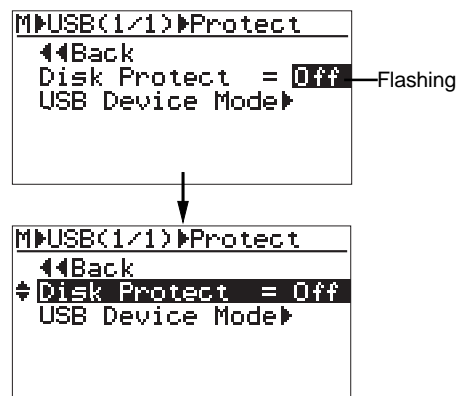 M▶USB(1/1)▶Protect
◀◀Back
Disk Protect = Off
Flashing
USB Device Mode▶
M▶USB(1/1)▶Protect
◀◀Back
Disk Protect = Off
USB Device Mode▶